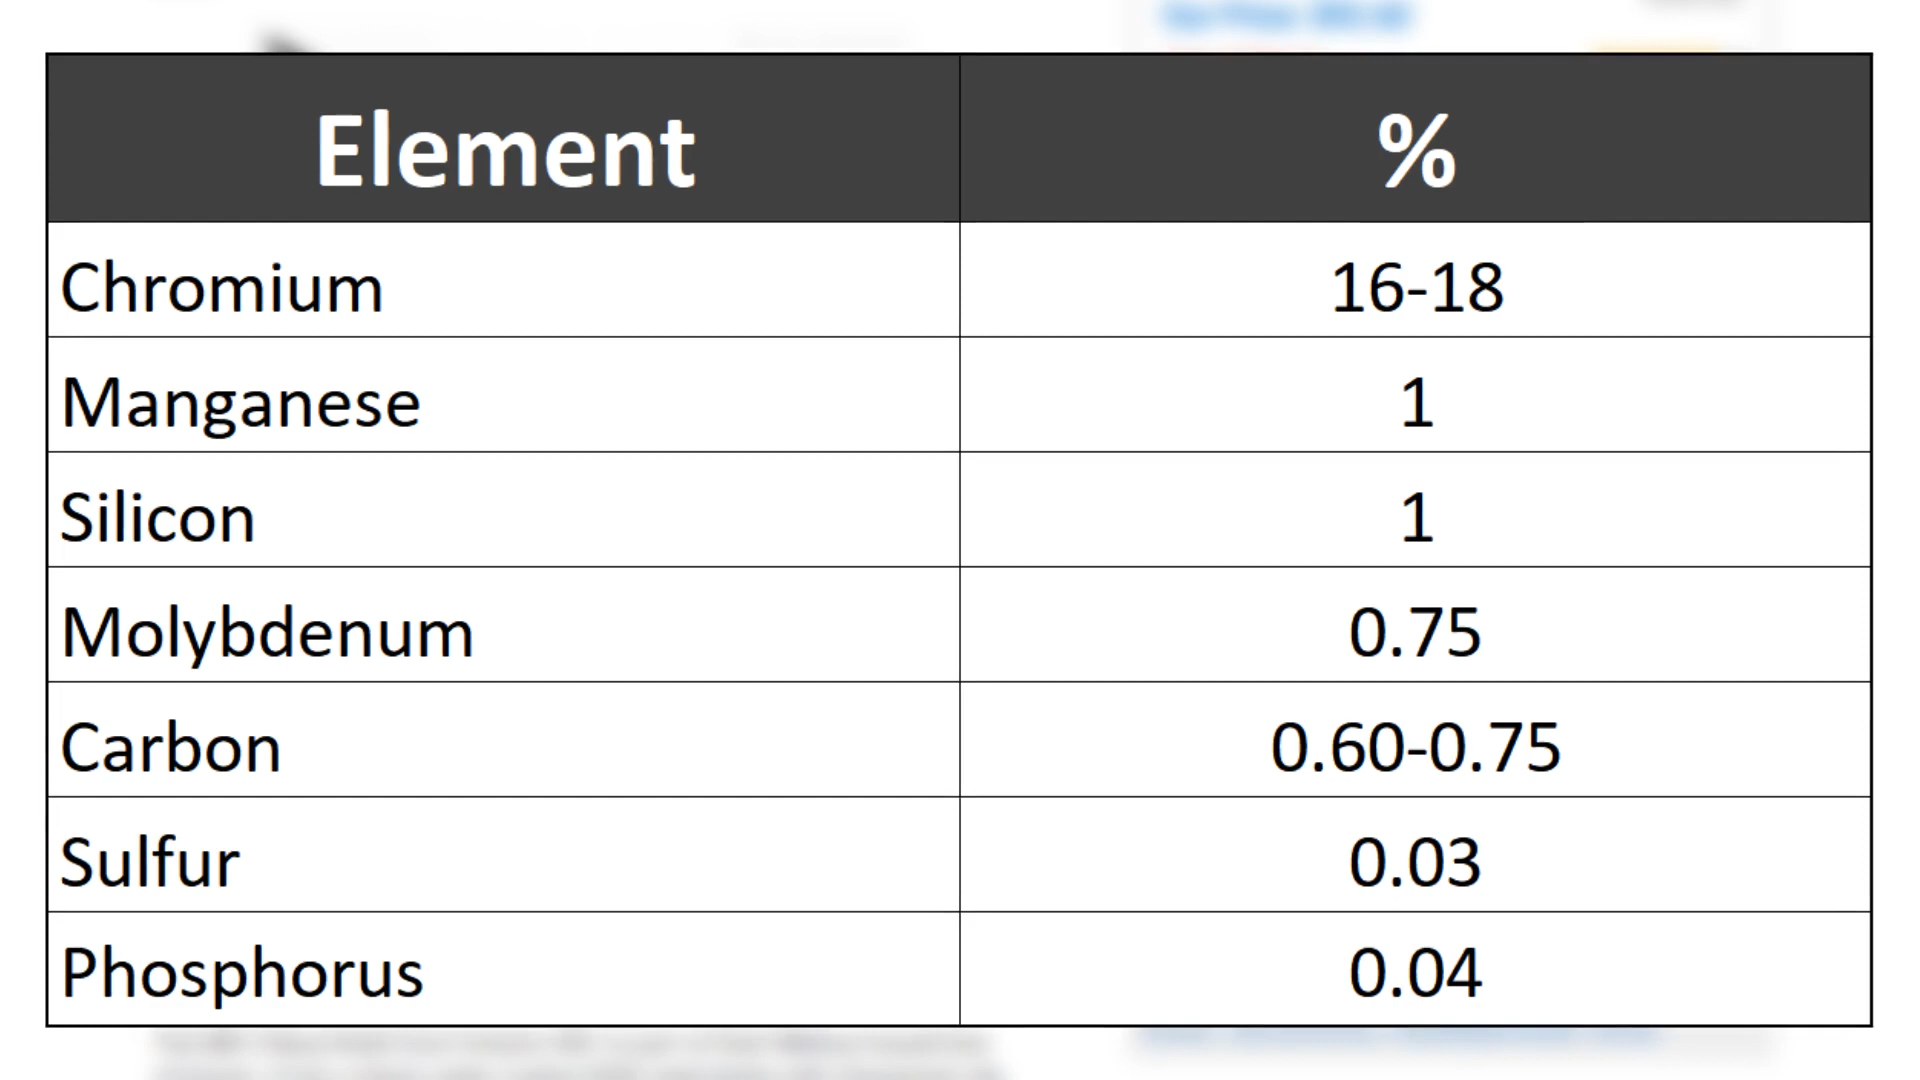 Element %
Chromium 16-18
Manganese 1
Silicon 1
Molybdenum 0.75
Carbon 0.60-0.75
Sulfur 0.03
Phosphorus 0.04